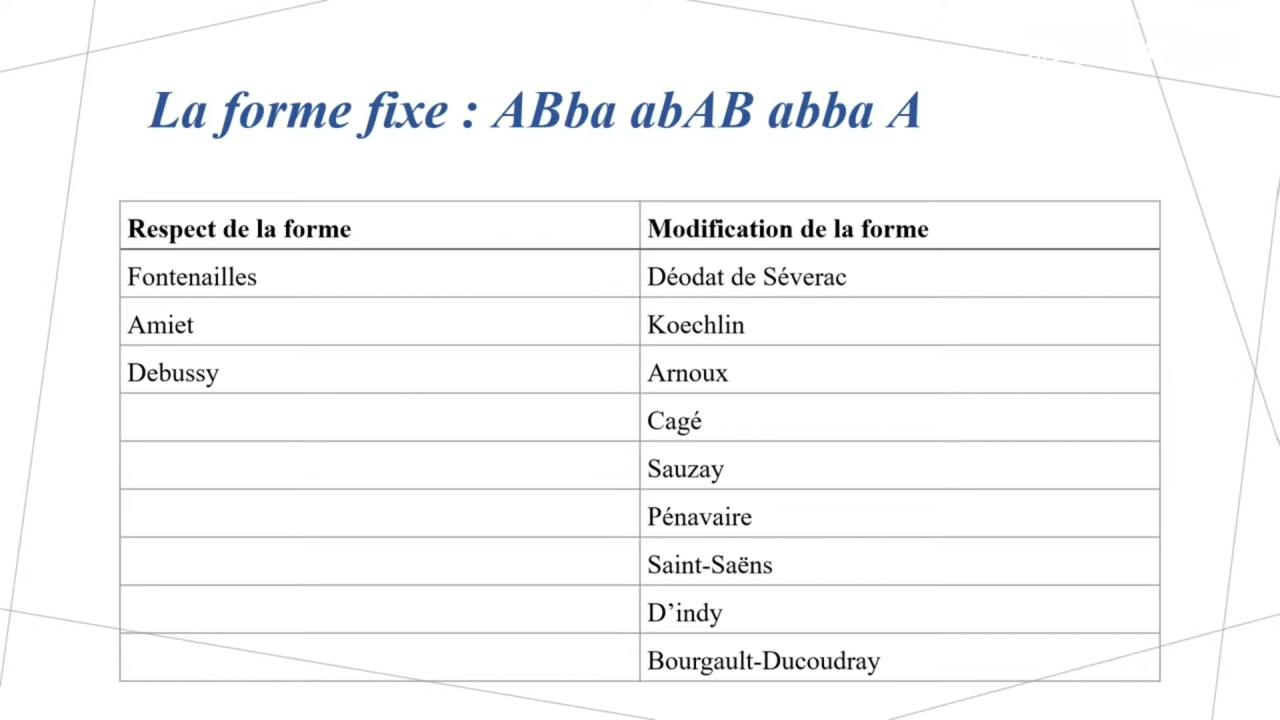 La forme fixe : ABba abAB abba A
Respect de la forme Modification de la forme
Fontenailles Déodat de Séverac
Amiet Koechlin
Debussy Arnoux
Cagé
Sauzay
Pénavaire
Saint-Saëns
D’indy
Bourgault-Ducoudray